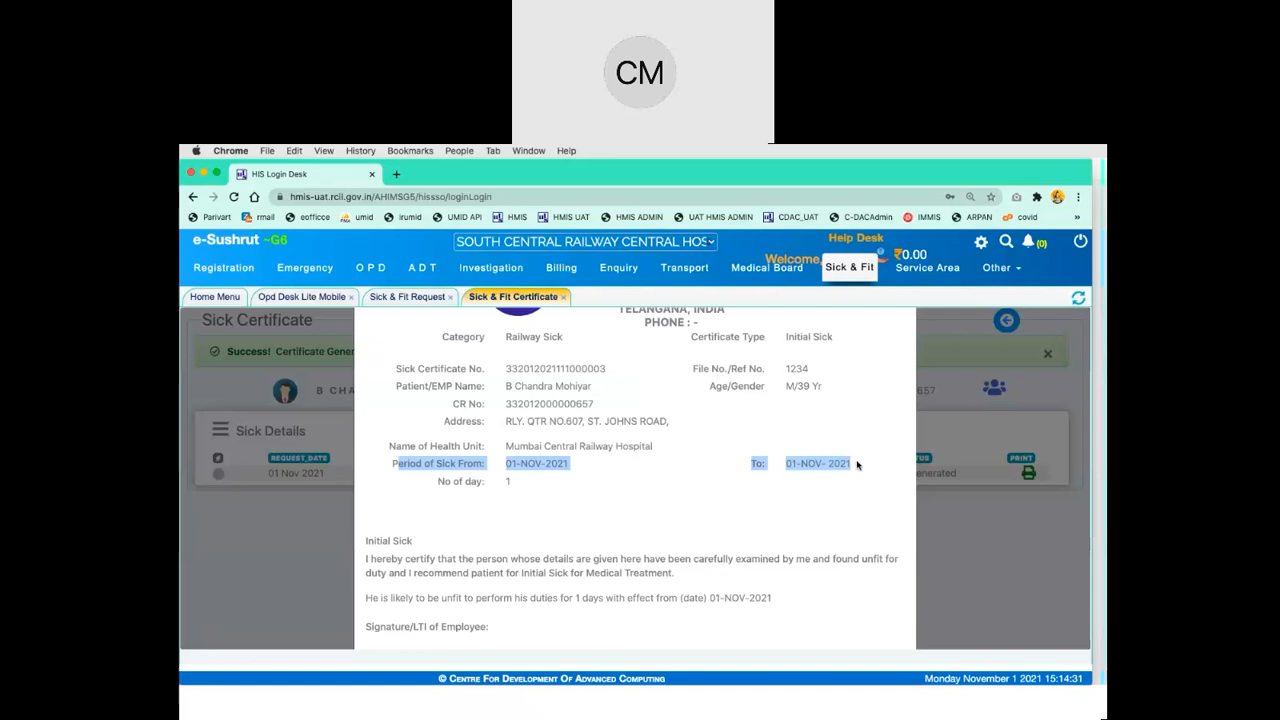 CM
Chrome File Edit View History Bookmarks People Tab Window Help
HIS Login Desk × +
hmis-uat.rcil.gov.in/AHIMSG5/hissso/loginLogin
Parivart rmail eofficce umid irumid UMID API HMIS HMIS UAT HMIS ADMIN UAT HMIS ADMIN CDAC_UAT C-DACAdmin IMMIS ARPAN covid »
e-Sushrut ~G6 SOUTH CENTRAL RAILWAY CENTRAL HOS Help Desk
Welcome, ₹0.00 (0)
Registration Emergency O P D A D T Investigation Billing Enquiry Transport Medical Board Sick & Fit Service Area Other
Home Menu Opd Desk Lite Mobile × Sick & Fit Request × Sick & Fit Certificate ×
Sick Certificate
TELANGANA, INDIA
PHONE : -
Success! Certificate Gener ×
Category Railway Sick Certificate Type Initial Sick
Sick Certificate No. 332012021111000003 File No./Ref No. 1234
Patient/EMP Name: B Chandra Mohiyar Age/Gender M/39 Yr
B CHA 657
CR No: 332012000000657
Address: RLY. QTR NO.607, ST. JOHNS ROAD,
Sick Details
Name of Health Unit: Mumbai Central Railway Hospital
REQUEST_DATE TUS PRINT
Period of Sick From: 01-NOV-2021 To: 01-NOV- 2021
01 Nov 2021 enerated
No of day: 1
Initial Sick
I hereby certify that the person whose details are given here have been carefully examined by me and found unfit for
duty and I recommend patient for Initial Sick for Medical Treatment.
He is likely to be unfit to perform his duties for 1 days with effect from (date) 01-NOV-2021
Signature/LTI of Employee:
© CENTRE FOR DEVELOPMENT OF ADVANCED COMPUTING Monday November 1 2021 15:14:31